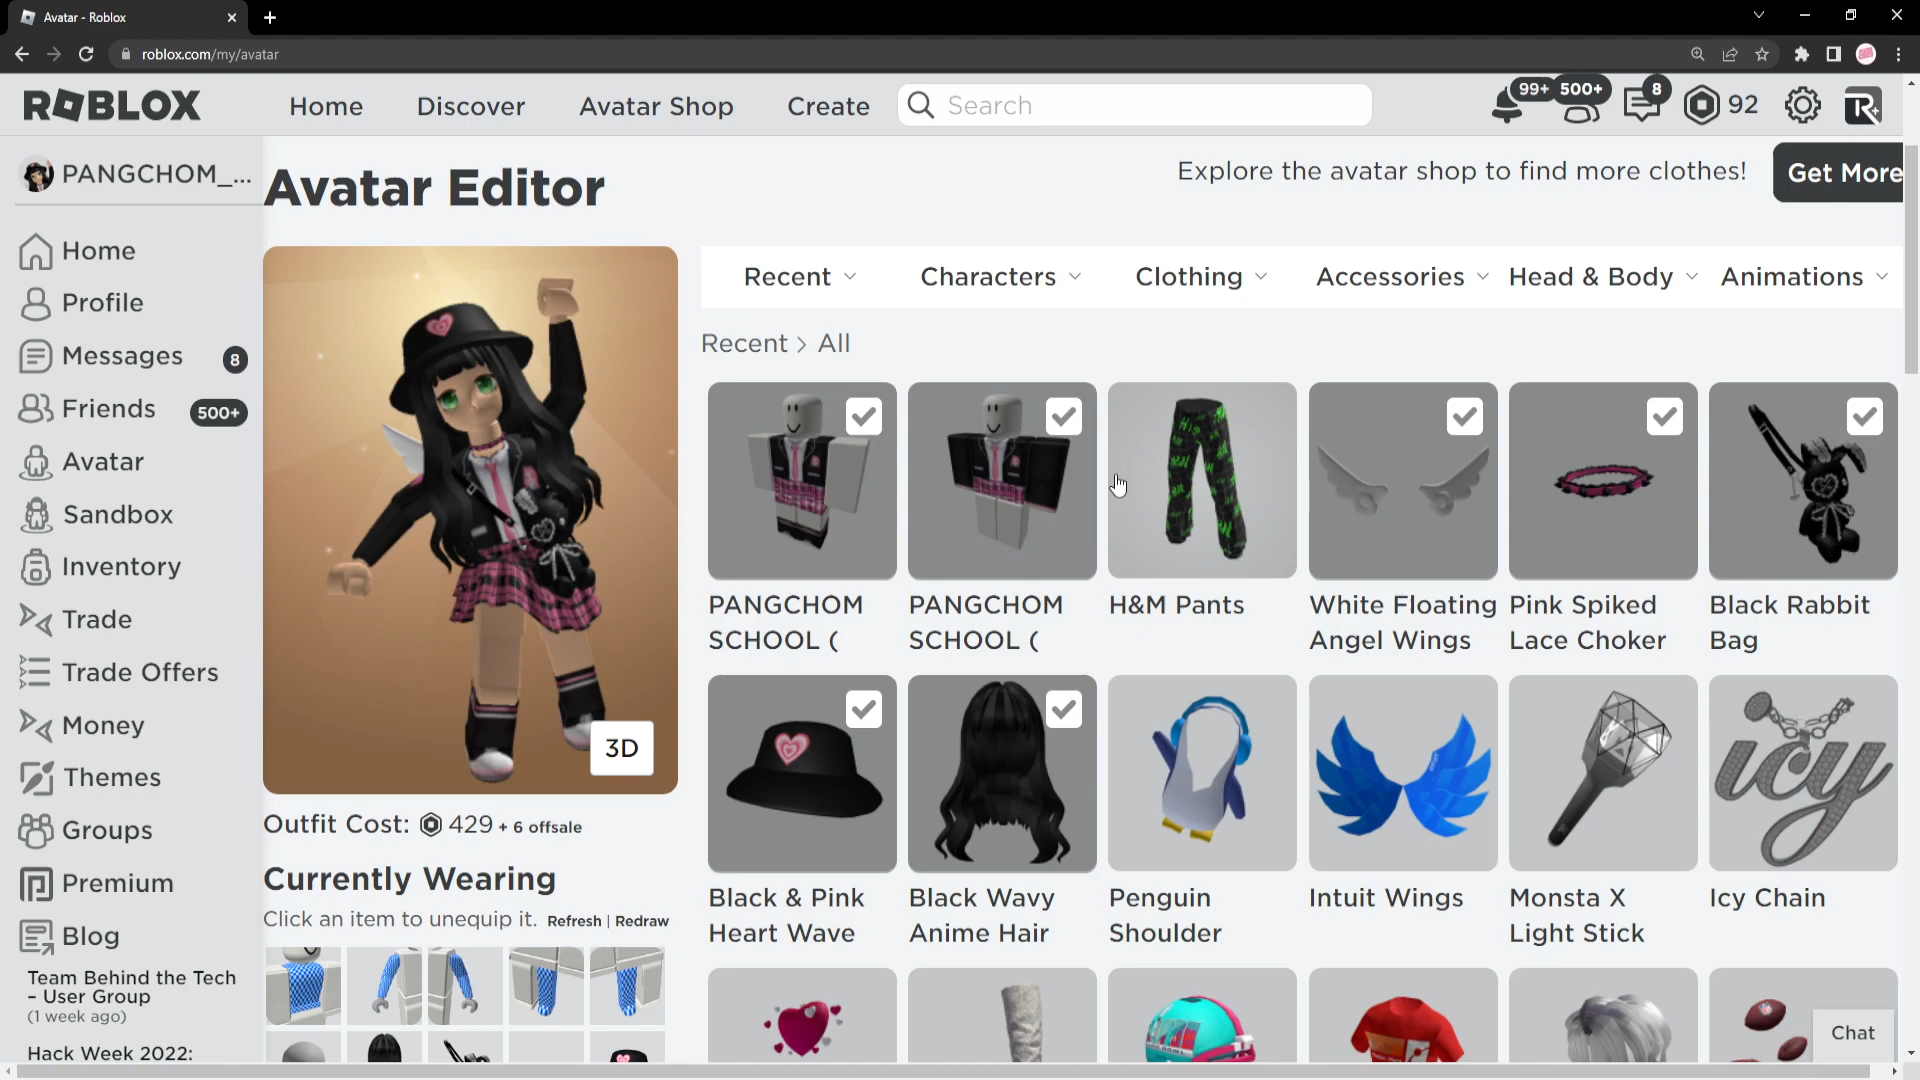 Avatar - Roblox
roblox.com/my/avatar
ROBLOX
Home
Discover
Avatar Shop
Create
Search
99+
500+
8
92
PANGCHOM_...
Avatar Editor
Explore the avatar shop to find more clothes!
Get More
Home
Profile
Messages
8
Friends
500+
Avatar
Sandbox
Inventory
Trade
Trade Offers
Money
Themes
Groups
Premium
Blog
Team Behind the Tech
- User Group
(1 week ago)
Hack Week 2022:
3D
Outfit Cost: 429 + 6 offsale
Currently Wearing
Click an item to unequip it. Refresh | Redraw
Recent
Characters
Clothing
Accessories
Head & Body
Animations
Recent > All
PANGCHOM
SCHOOL (
PANGCHOM
SCHOOL (
H&M Pants
White Floating
Angel Wings
Pink Spiked
Lace Choker
Black Rabbit
Bag
Black & Pink
Heart Wave
Black Wavy
Anime Hair
Penguin
Shoulder
Intuit Wings
Monsta X
Light Stick
icy
Icy Chain
Chat